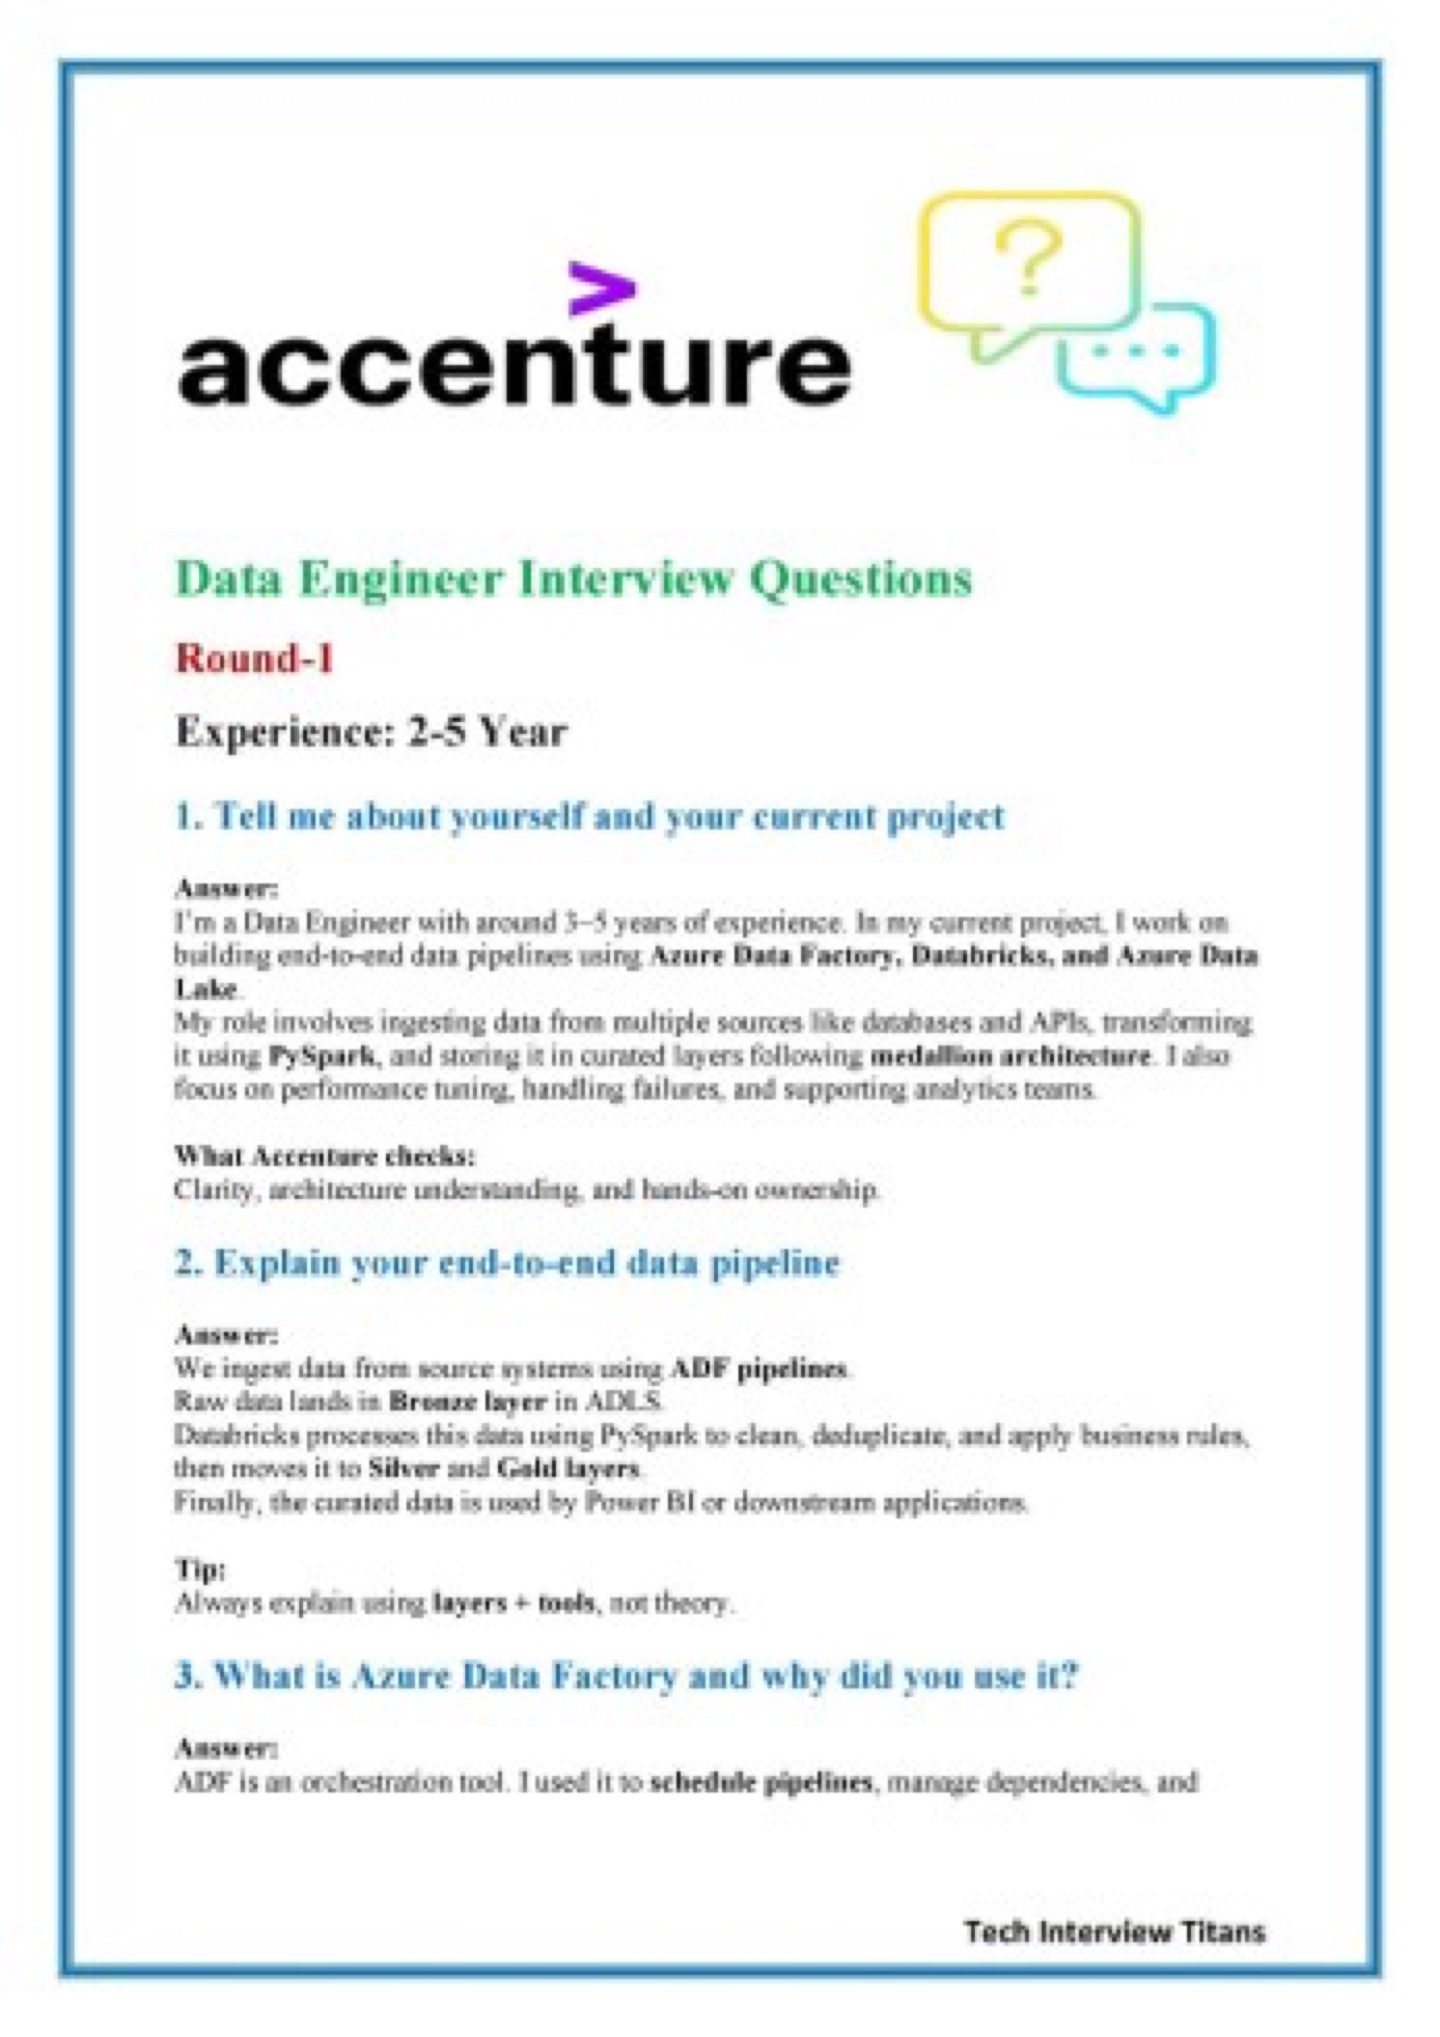 >
accenture
?
Data Engineer Interview Questions
Round-1
Experience: 2-5 Year
1. Tell me about yourself and your current project
Answer:
I'm a Data Engineer with around 3–5 years of experience. In my current project, I work on
building end-to-end data pipelines using Azure Data Factory, Databricks, and Azure Data
Lake.
My role involves ingesting data from multiple sources like databases and APIs, transforming
it using PySpark, and storing it in curated layers following medallion architecture. I also
focus on performance tuning, handling failures, and supporting analytics teams.
What Accenture checks:
Clarity, architecture understanding, and hands-on ownership.
2. Explain your end-to-end data pipeline
Answer:
We ingest data from source systems using ADF pipelines.
Raw data lands in Bronze layer in ADLS.
Databricks processes this data using PySpark to clean, deduplicate, and apply business rules,
then moves it to Silver and Gold layers.
Finally, the curated data is used by Power BI or downstream applications.
Tip:
Always explain using layers + tools, not theory.
3. What is Azure Data Factory and why did you use it?
Answer:
ADF is an orchestration tool. I used it to schedule pipelines, manage dependencies, and
Tech Interview Titans